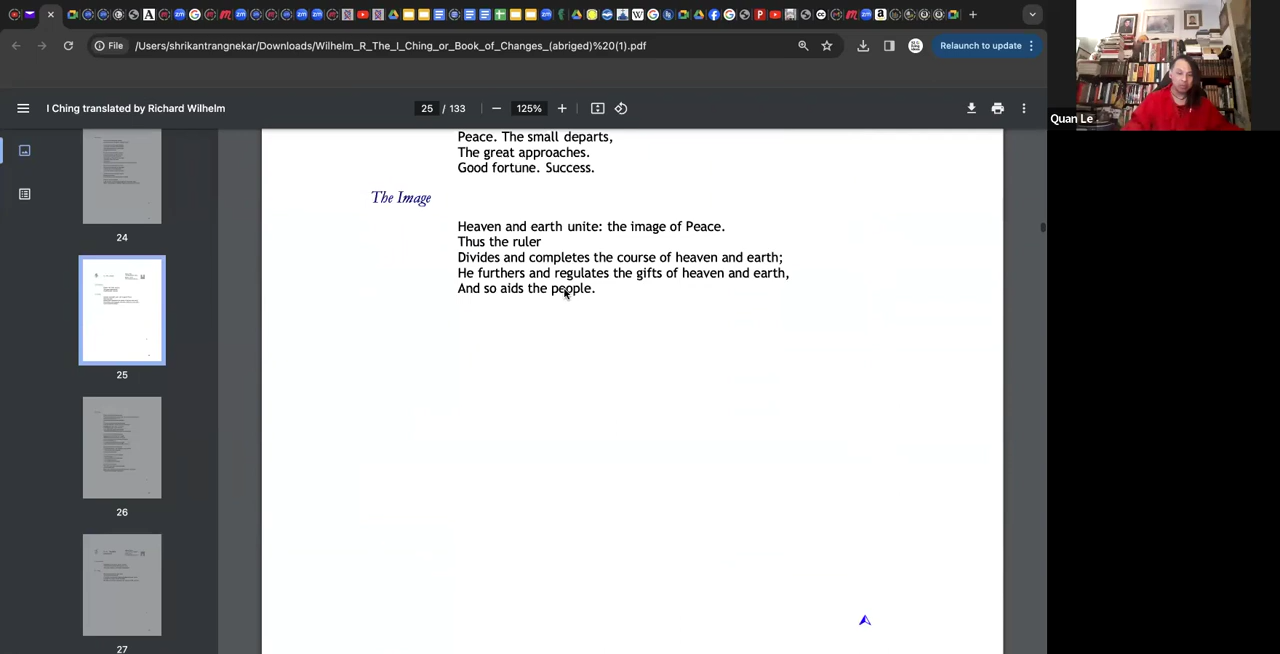 File
/Users/shrikantrangnekar/Downloads/Wilhelm_R_The_I_Ching_or_Book_of_Changes_(abriged)%20(1).pdf
Relaunch to update
I Ching translated by Richard Wilhelm
25 / 133
125%
Quan Le
24
25
26
27
Peace. The small departs,
The great approaches.
Good fortune. Success.
The Image
Heaven and earth unite: the image of Peace.
Thus the ruler
Divides and completes the course of heaven and earth;
He furthers and regulates the gifts of heaven and earth,
And so aids the people.